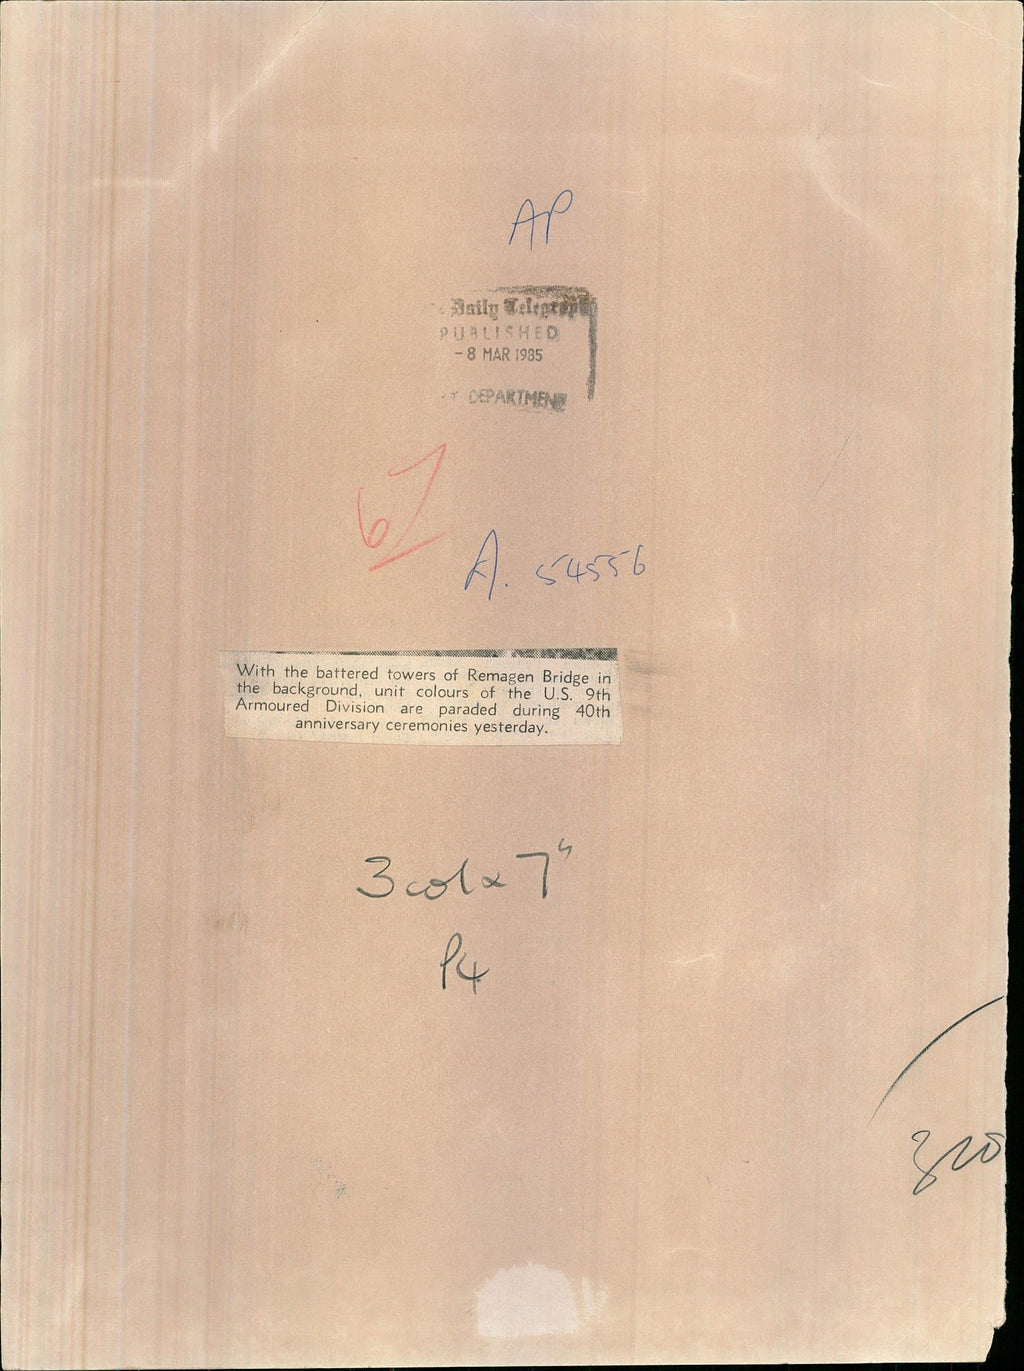 AP
Daily Telegraph
PUBLISHED
-8 MAR 1985
DEPARTMENT
67
A. 54556
With the battered towers of Remagen Bridge in
the background, unit colours of the U.S. 9th
Armoured Division are paraded during 40th
anniversary ceremonies yesterday.
3 col x 7"
P4
320